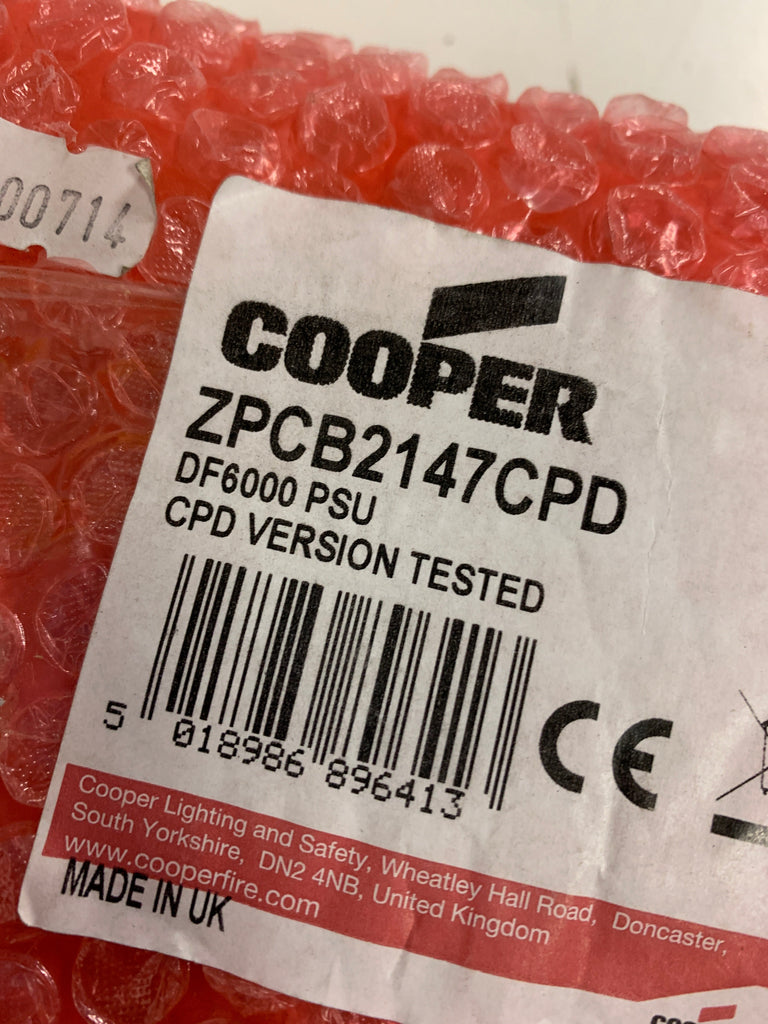 00714
COOPER
ZPCB2147CPD
DF6000 PSU
CPD VERSION TESTED
5 018986 896413
CE
Cooper Lighting and Safety, Wheatley Hall Road, Doncaster,
South Yorkshire, DN2 4NB, United Kingdom
www.cooperfire.com
MADE IN UK